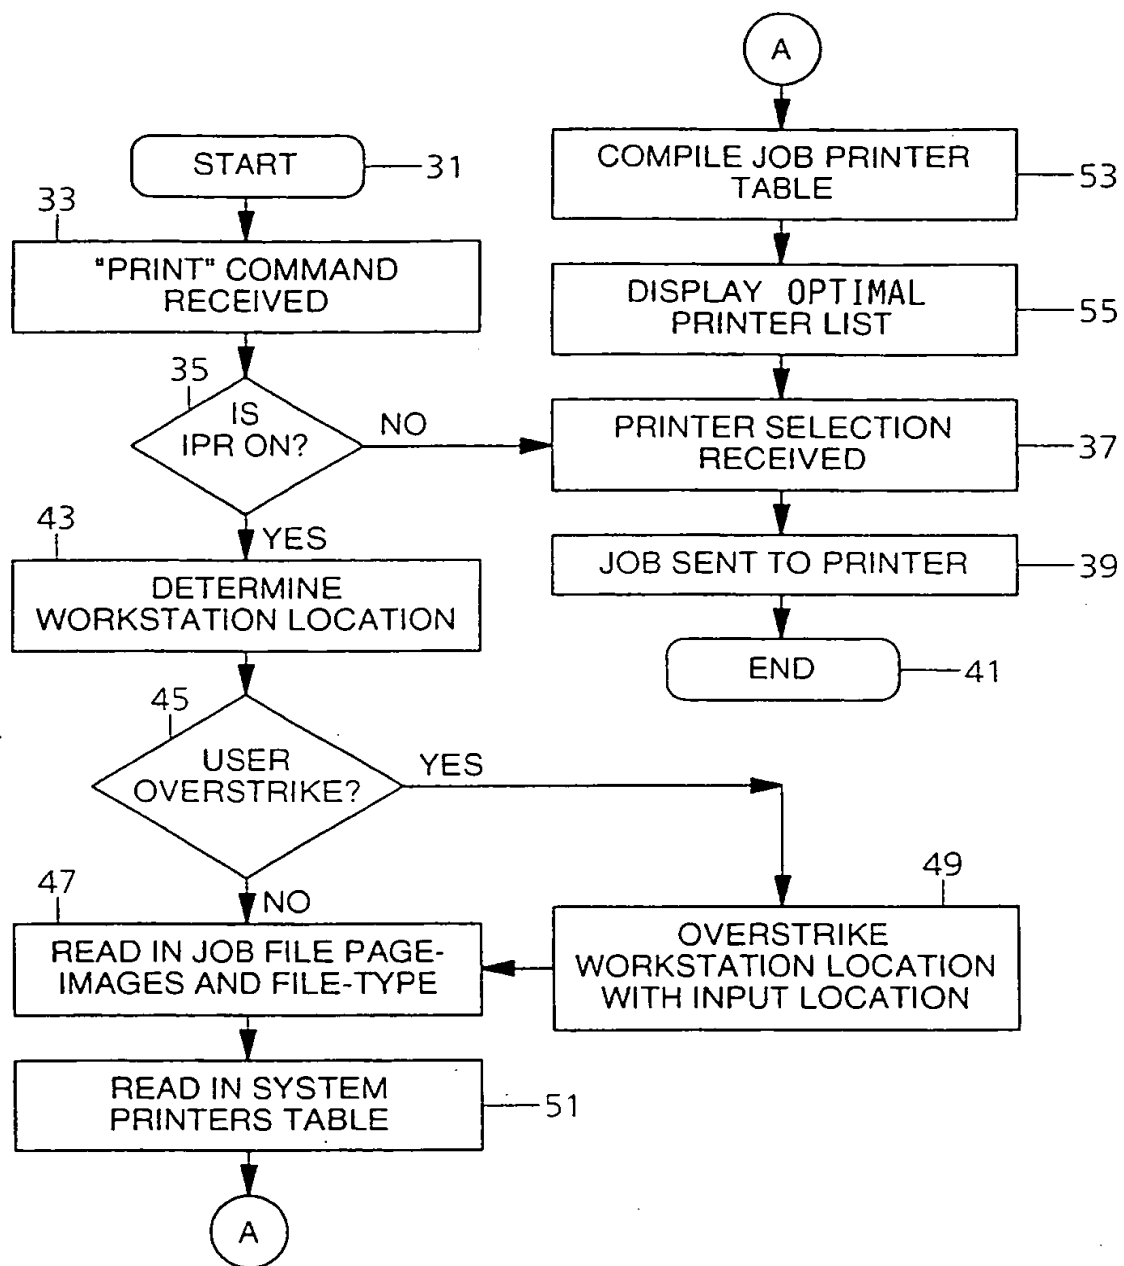 START
31
33
"PRINT" COMMAND
RECEIVED
35
IS
IPR ON?
NO
43
YES
DETERMINE
WORKSTATION LOCATION
45
USER
OVERSTRIKE?
YES
47
NO
READ IN JOB FILE PAGE-
IMAGES AND FILE-TYPE
49
OVERSTRIKE
WORKSTATION LOCATION
WITH INPUT LOCATION
READ IN SYSTEM
PRINTERS TABLE
51
A
A
COMPILE JOB PRINTER
TABLE
53
DISPLAY OPTIMAL
PRINTER LIST
55
PRINTER SELECTION
RECEIVED
37
JOB SENT TO PRINTER
39
END
41